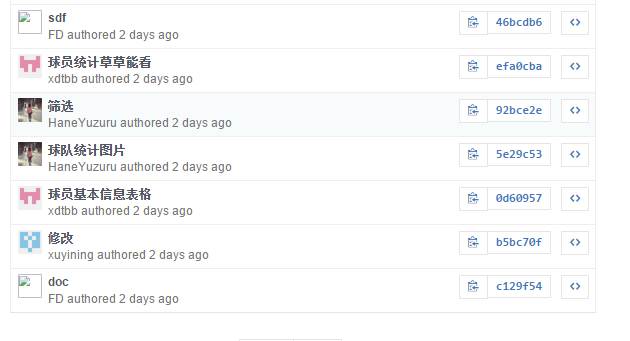 sdf
FD authored 2 days ago
46bcdb6
球员统计草草能看
xdtbb authored 2 days ago
efa0cba
筛选
HaneYuzuru authored 2 days ago
92bce2e
球队统计图片
HaneYuzuru authored 2 days ago
5e29c53
球员基本信息表格
xdtbb authored 2 days ago
0d60957
修改
xuyining authored 2 days ago
b5bc70f
doc
FD authored 2 days ago
c129f54